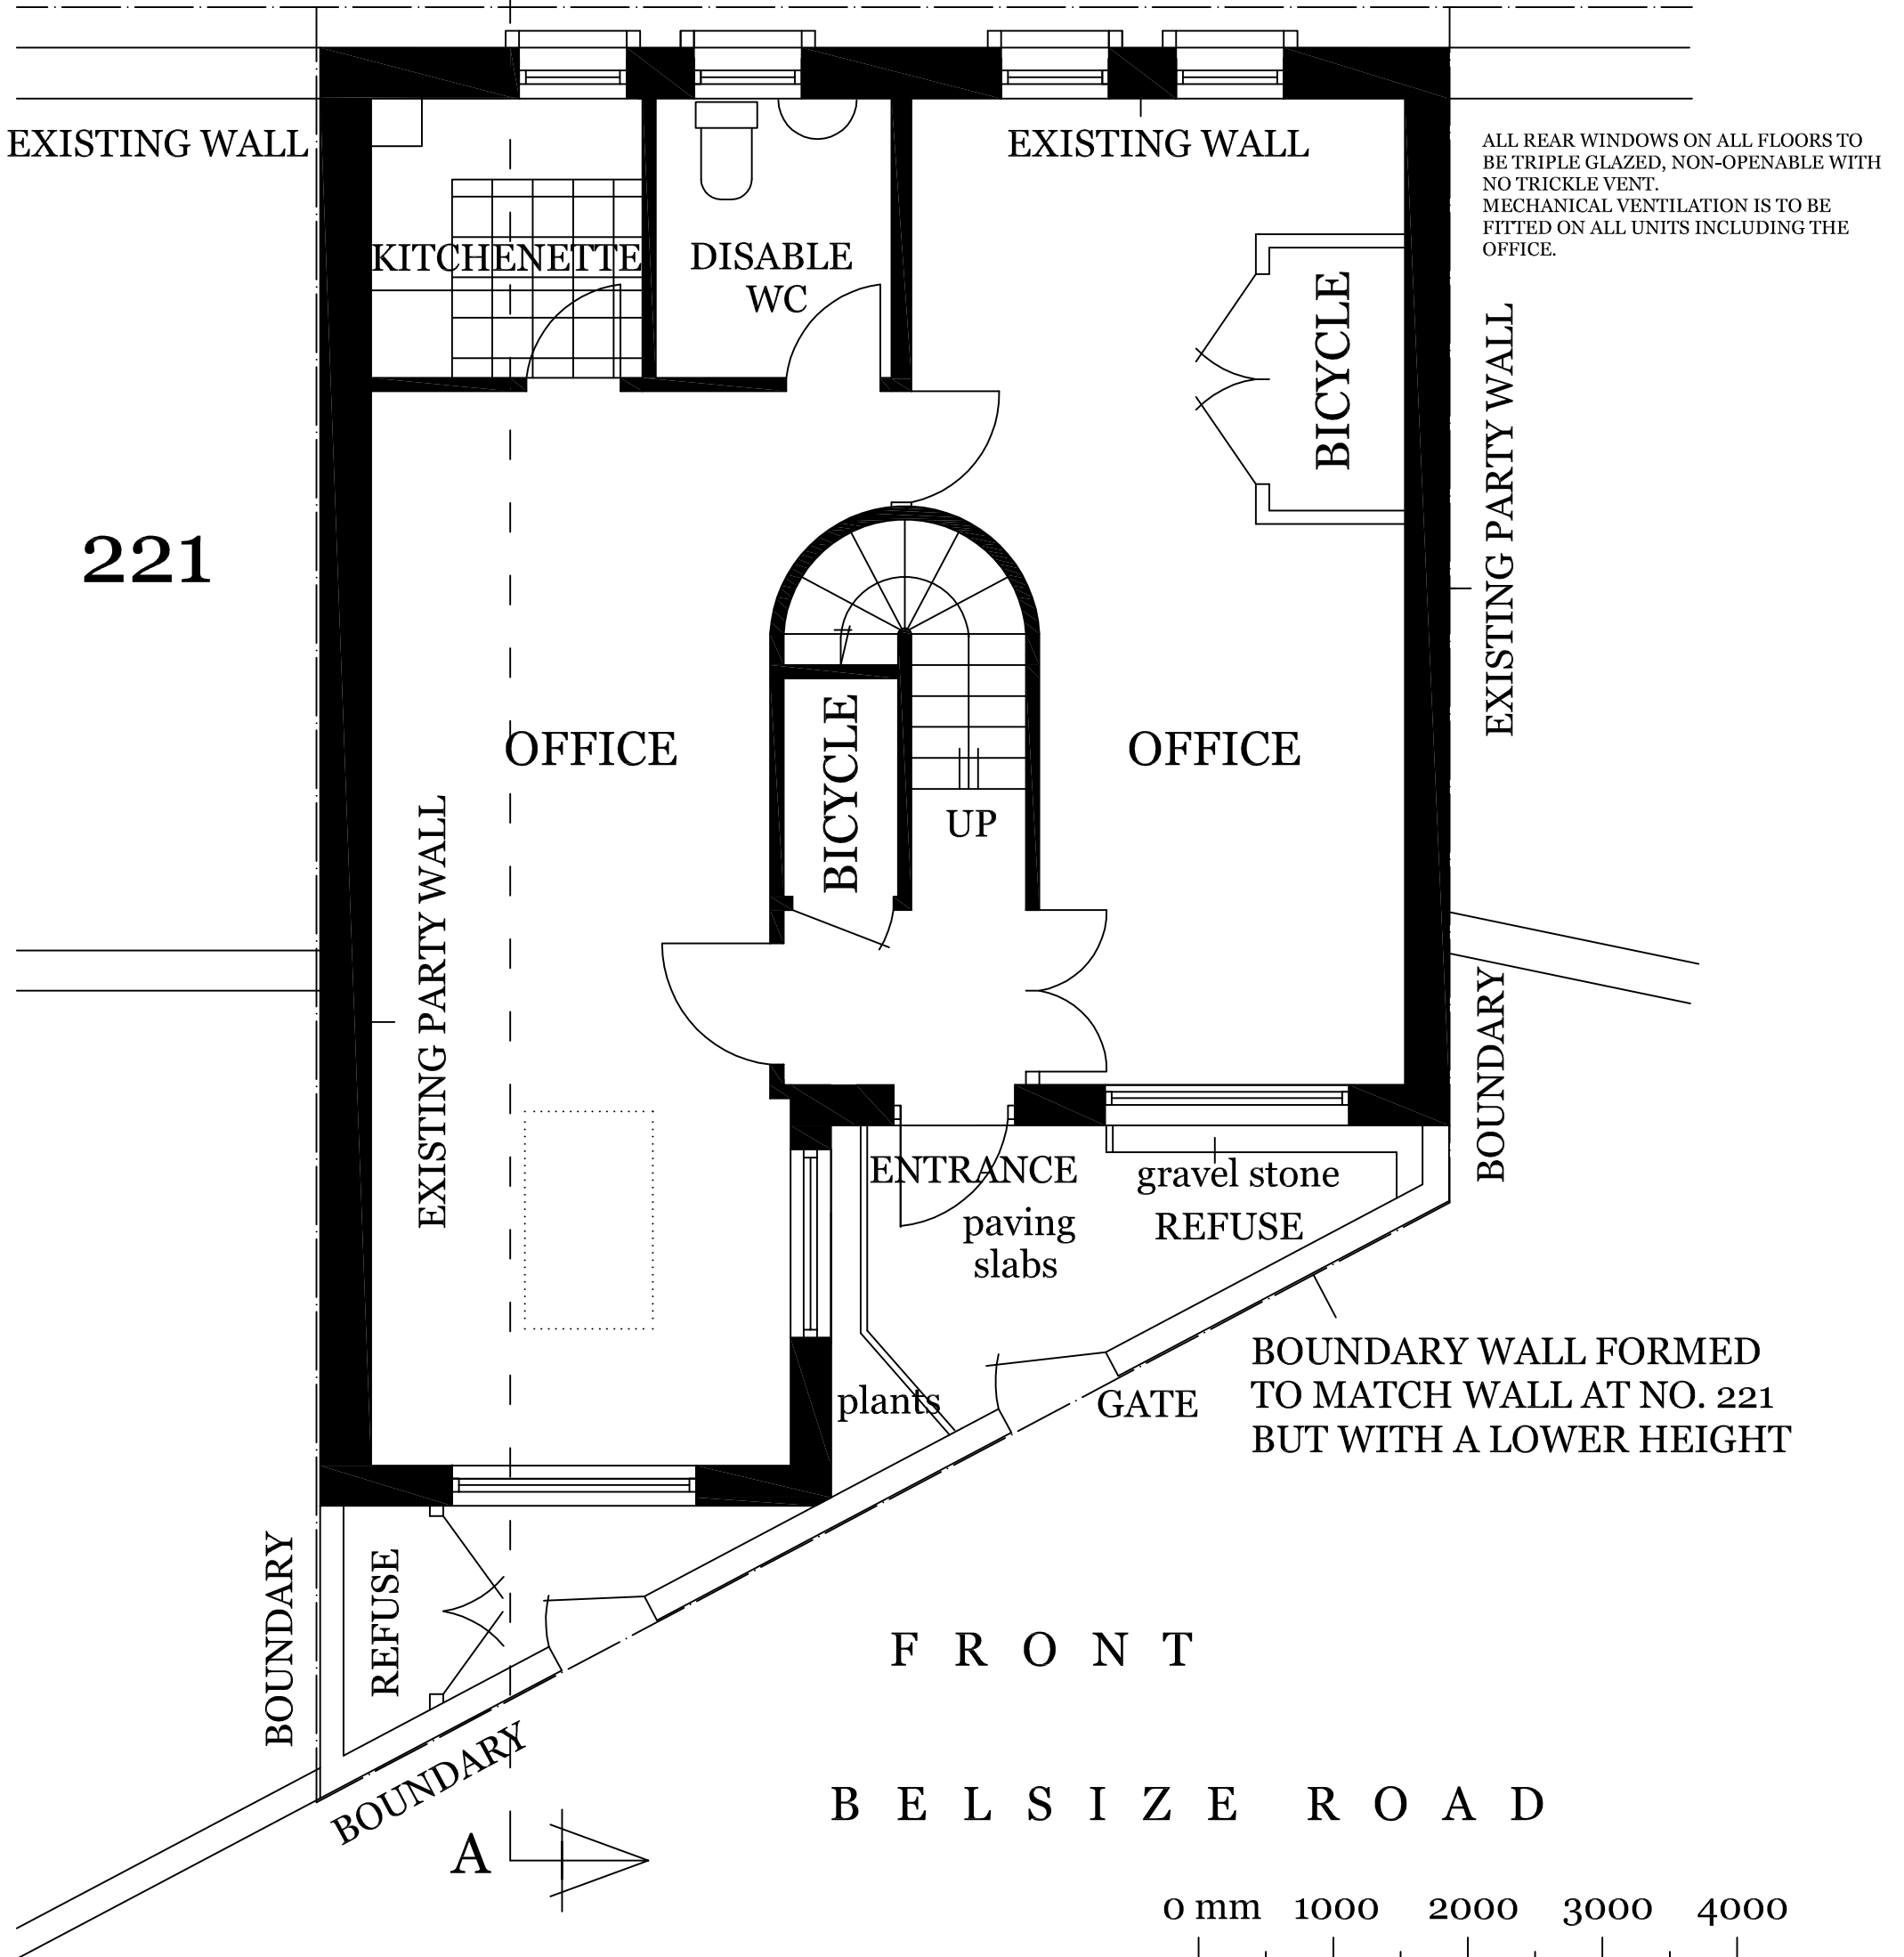 EXISTING WALL
EXISTING WALL
ALL REAR WINDOWS ON ALL FLOORS TO
BE TRIPLE GLAZED, NON-OPENABLE WITH
NO TRICKLE VENT.
MECHANICAL VENTILATION IS TO BE
FITTED ON ALL UNITS INCLUDING THE
OFFICE.
KITCHENETTE
DISABLE
WC
BICYCLE
EXISTING PARTY WALL
221
OFFICE
BICYCLE
OFFICE
UP
EXISTING PARTY WALL
BOUNDARY
ENTRANCE
gravel stone
paving
slabs
REFUSE
BOUNDARY WALL FORMED
TO MATCH WALL AT NO. 221
BUT WITH A LOWER HEIGHT
plants
GATE
BOUNDARY
REFUSE
FRONT
BOUNDARY
BELSIZE ROAD
A
0 mm 1000 2000 3000 4000